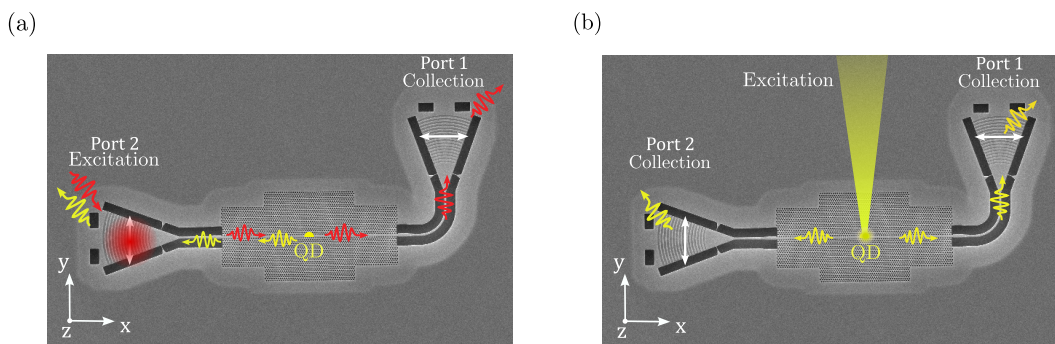 (a)
(b)
Port 1
Collection
Port 2
Excitation
QD
y
z
x
Excitation
Port 1
Collection
Port 2
Collection
QD
y
z
x